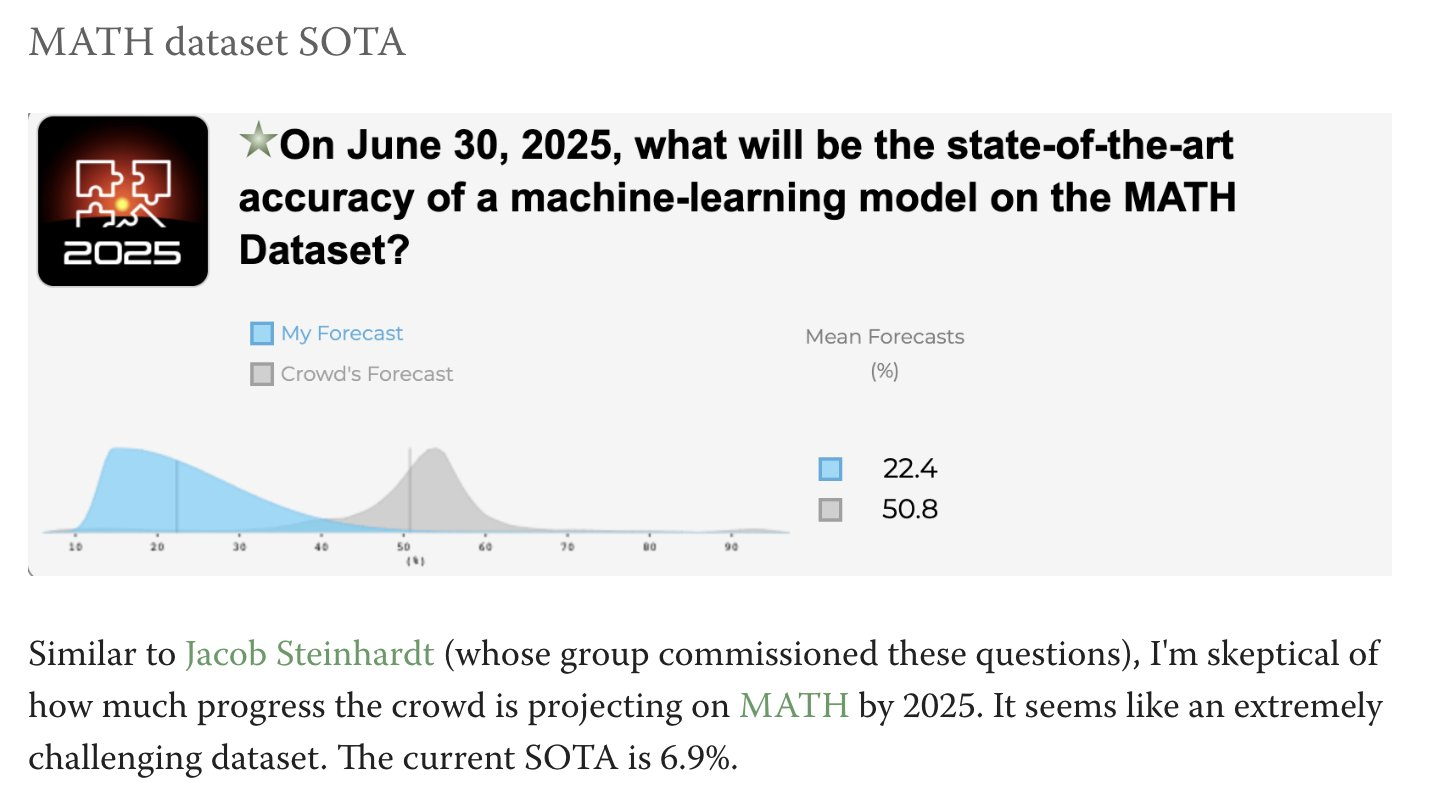 MATH dataset SOTA
2025
On June 30, 2025, what will be the state-of-the-art
accuracy of a machine-learning model on the MATH
Dataset?
My Forecast
Crowd's Forecast
Mean Forecasts
(%)
22.4
50.8
10 20 30 40 50 60 70 80 90
(%)
Similar to Jacob Steinhardt (whose group commissioned these questions), I'm skeptical of
how much progress the crowd is projecting on MATH by 2025. It seems like an extremely
challenging dataset. The current SOTA is 6.9%.